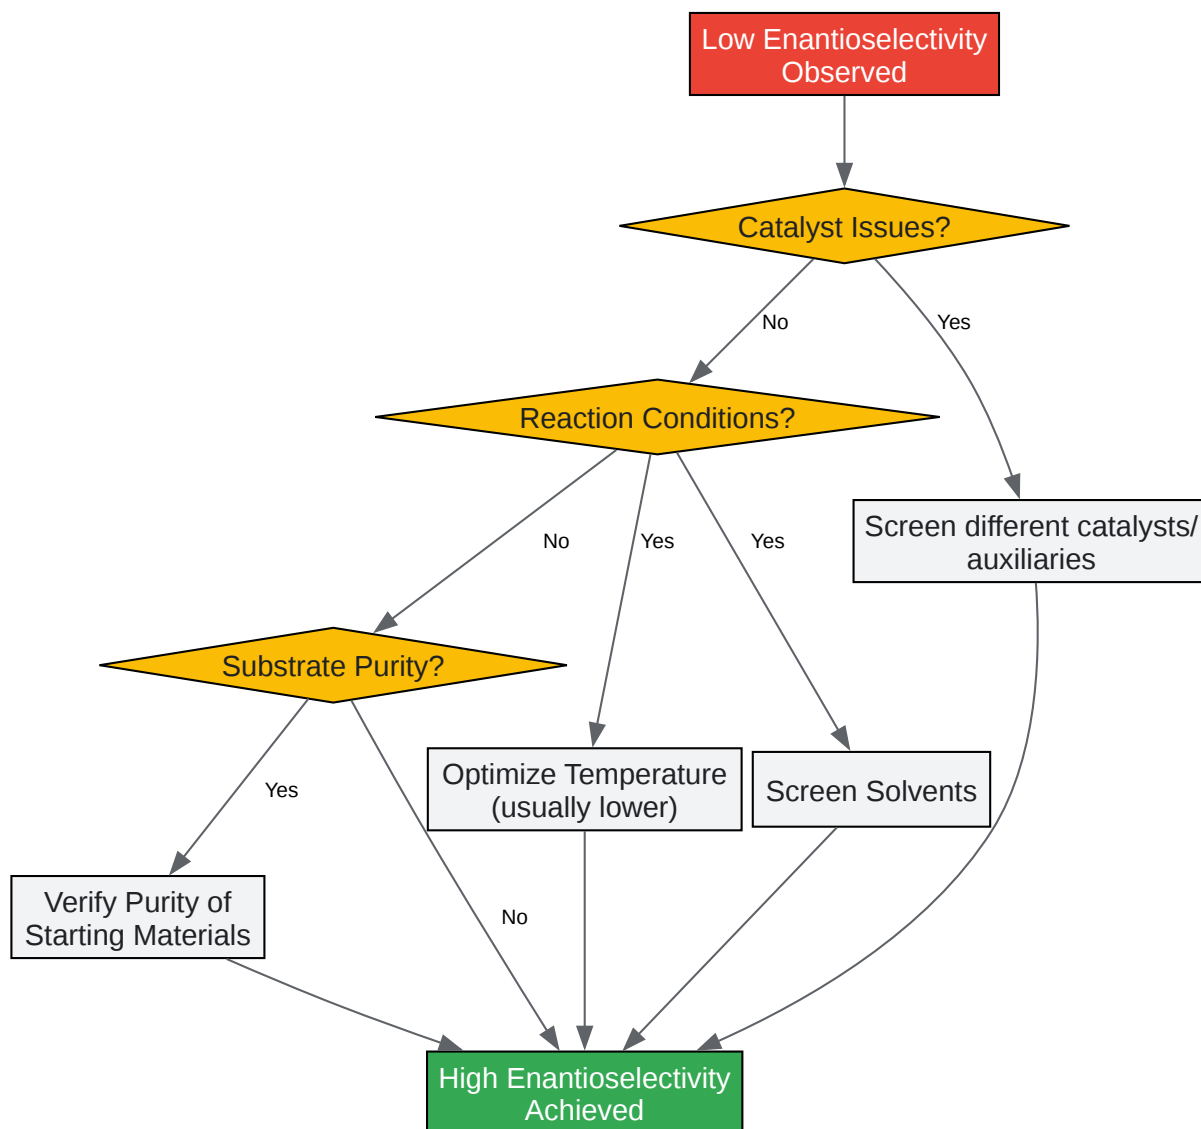 Low Enantioselectivity
Observed
Catalyst Issues?
No
Yes
Reaction Conditions?
Screen different catalysts/
auxiliaries
No
Yes
Yes
Substrate Purity?
Optimize Temperature
(usually lower)
Screen Solvents
Yes
Verify Purity of
Starting Materials
No
High Enantioselectivity
Achieved